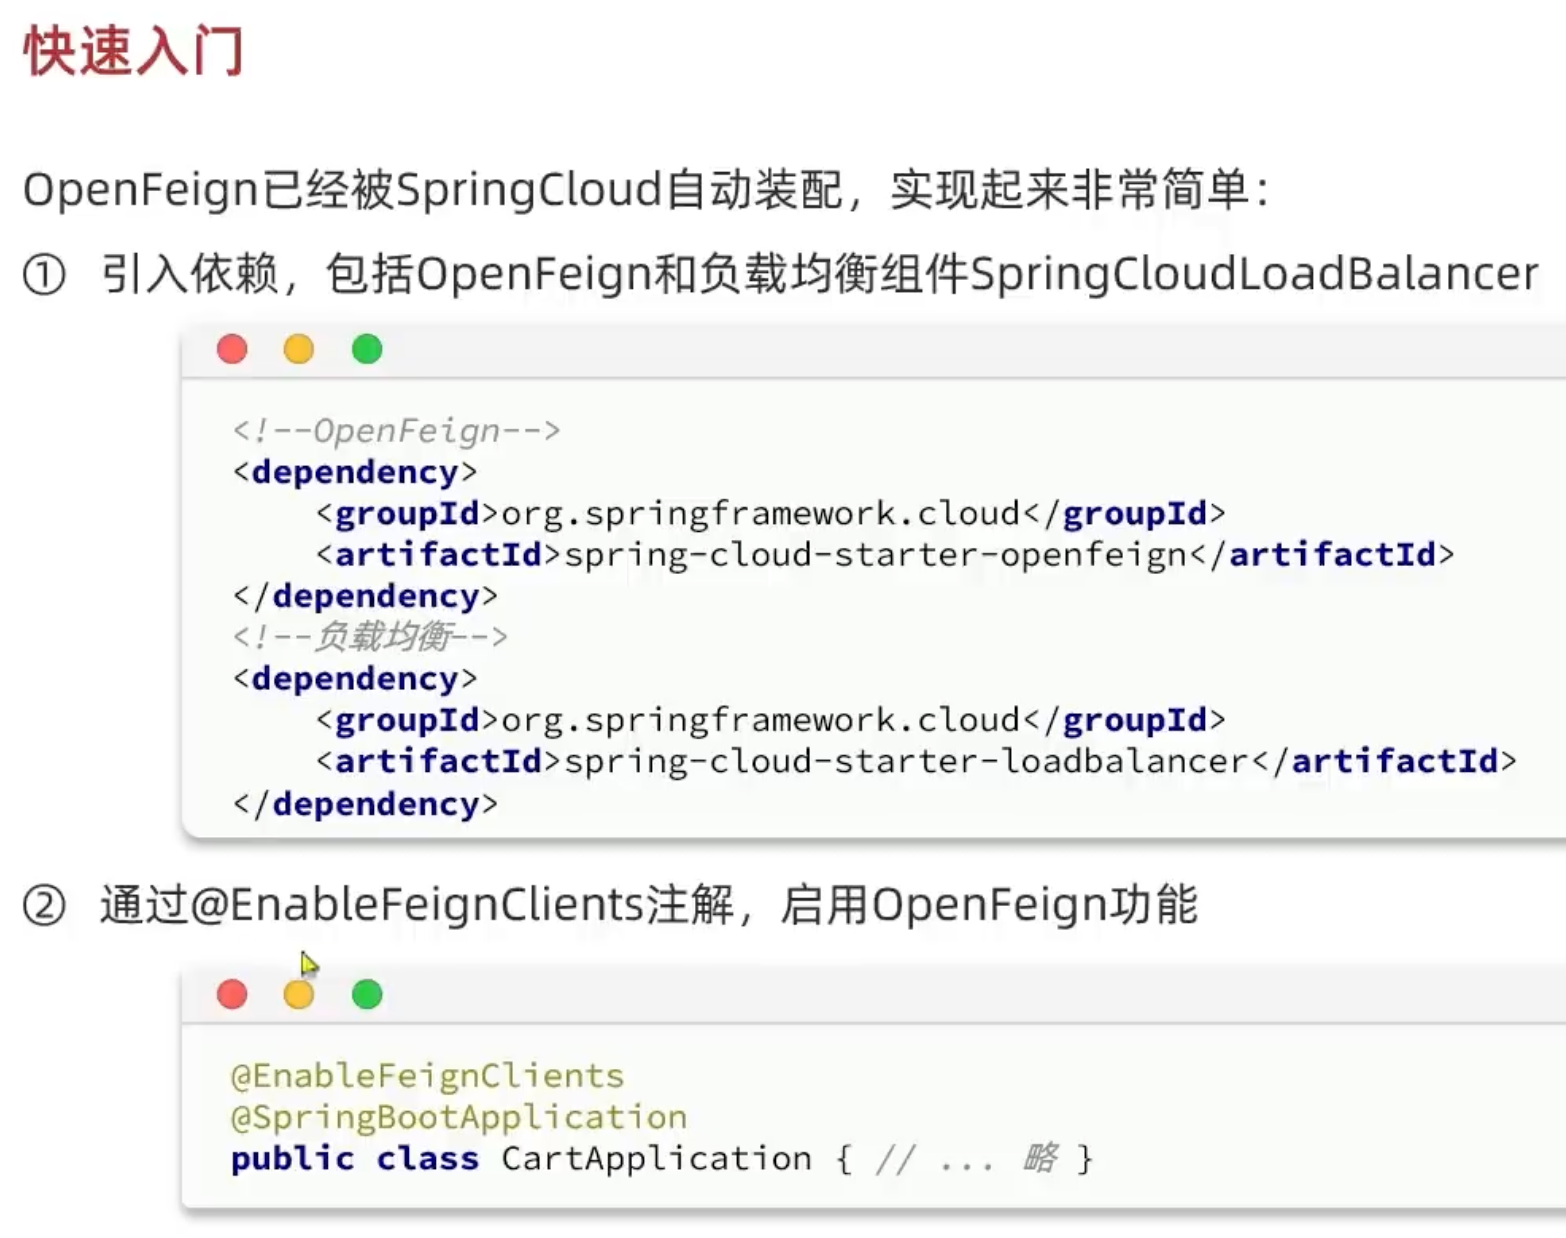 快速入门
OpenFeign已经被SpringCloud自动装配，实现起来非常简单：
① 引入依赖，包括OpenFeign和负载均衡组件SpringCloudLoadBalancer
<!--OpenFeign-->
<dependency>
    <groupId>org.springframework.cloud</groupId>
    <artifactId>spring-cloud-starter-openfeign</artifactId>
</dependency>
<!--负载均衡-->
<dependency>
    <groupId>org.springframework.cloud</groupId>
    <artifactId>spring-cloud-starter-loadbalancer</artifactId>
</dependency>
② 通过@EnableFeignClients注解，启用OpenFeign功能
@EnableFeignClients
@SpringBootApplication
public class CartApplication { // ... 略 }